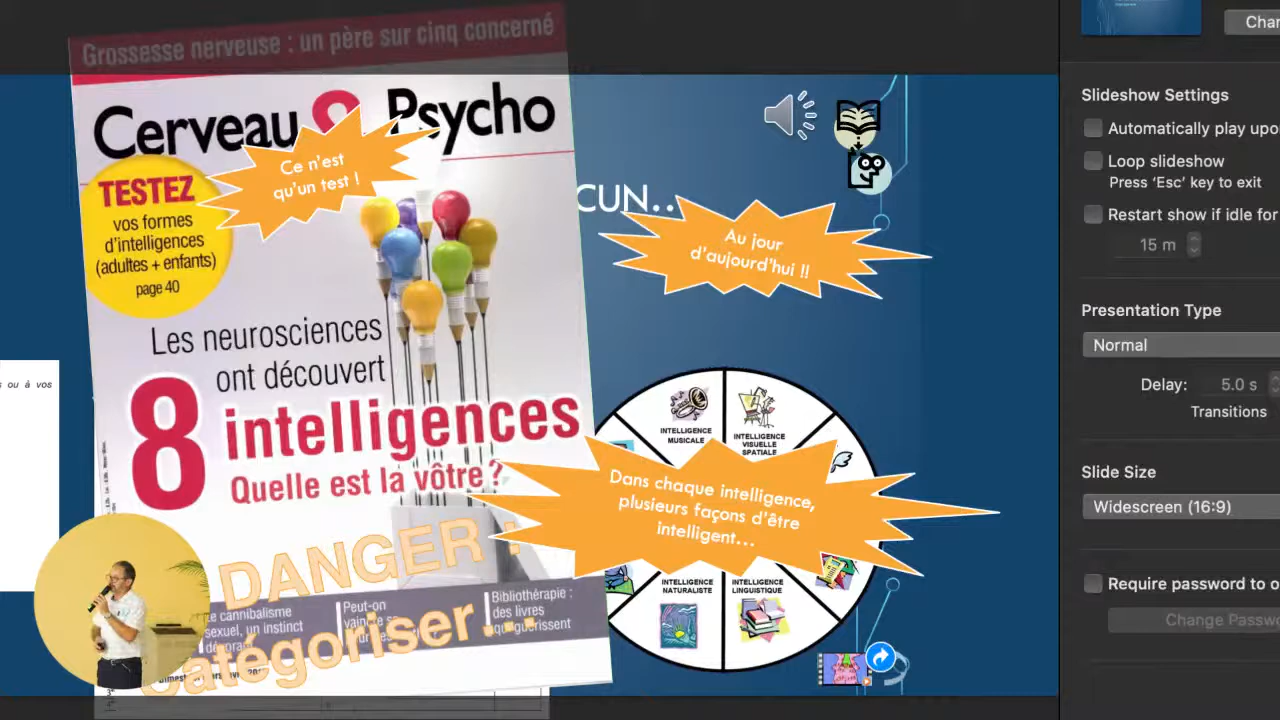 Grossesse nerveuse : un père sur cinq concerné
Cerveau & Psycho
Ce n'est
qu'un test !
TESTEZ
vos formes
d'intelligences
(adultes + enfants)
page 40
CUN...
Au jour
d'aujourd'hui !!
Les neurosciences
ont découvert
8 intelligences
Quelle est la vôtre ?
s ou à vos
INTELLIGENCE
MUSICALE
INTELLIGENCE
VISUELLE
SPATIALE
Dans chaque intelligence,
plusieurs façons d'être
intelligent...
INTELLIGENCE
NATURALISTE
INTELLIGENCE
LINGUISTIQUE
DANGER :
Catégoriser...
Le cannibalisme
sexuel, un instinct
Peut-on
Bibliothérapie :
des livres
qui guérissent
Char
Slideshow Settings
Automatically play upo
Loop slideshow
Press ‘Esc’ key to exit
Restart show if idle for
15 m
Presentation Type
Normal
Delay: 5.0 s
Transitions
Slide Size
Widescreen (16:9)
Require password to o
Change Passwo